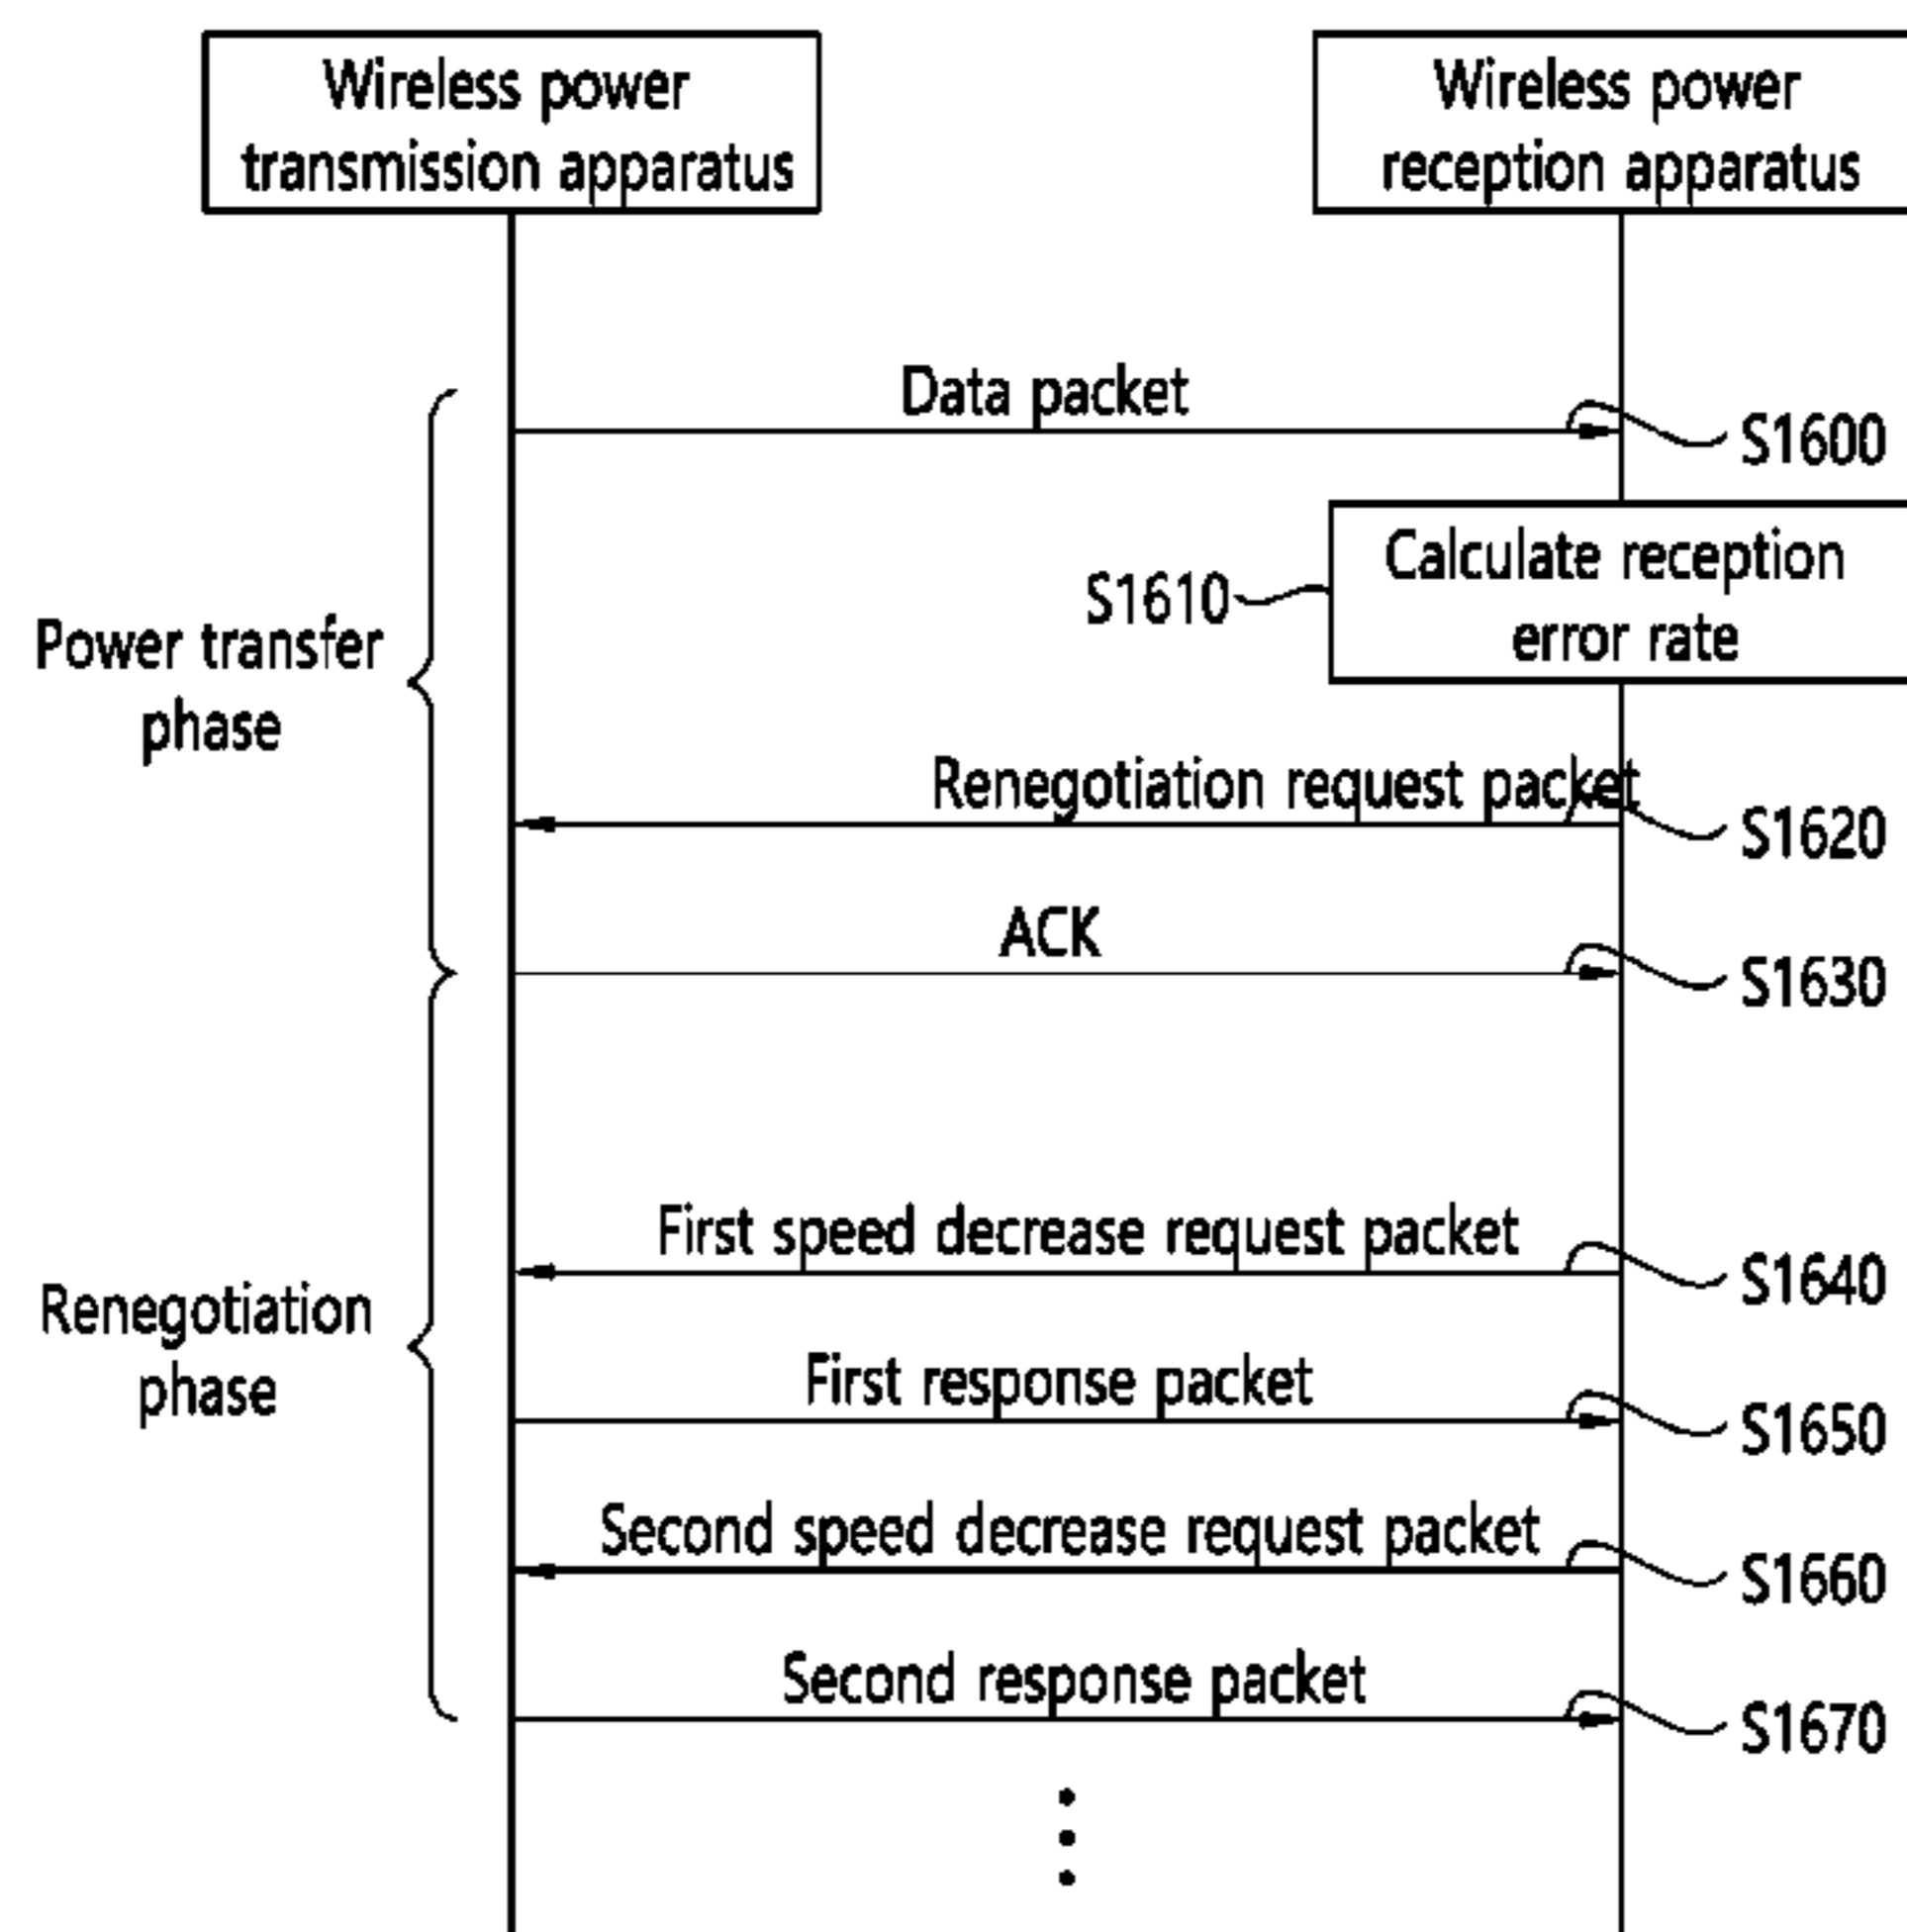 Wireless power
transmission apparatus
Wireless power
reception apparatus
Data packet
S1600
Calculate reception
error rate
S1610
Power transfer
phase
Renegotiation request packet
S1620
ACK
S1630
First speed decrease request packet
S1640
Renegotiation
phase
First response packet
S1650
Second speed decrease request packet
S1660
Second response packet
S1670